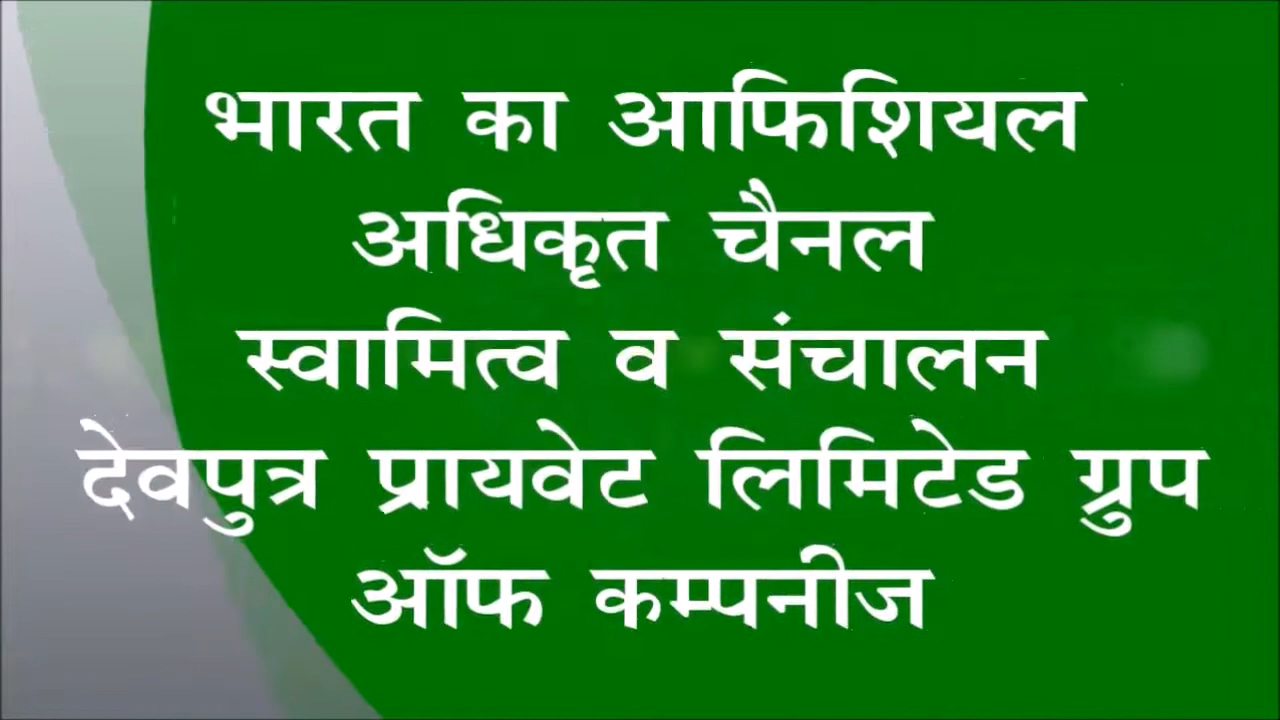 भारत का आफिशियल
अधिकृत चैनल
स्वामित्व व संचालन
देवपुत्र प्रायवेट लिमिटेड ग्रुप
ऑफ कम्पनीज